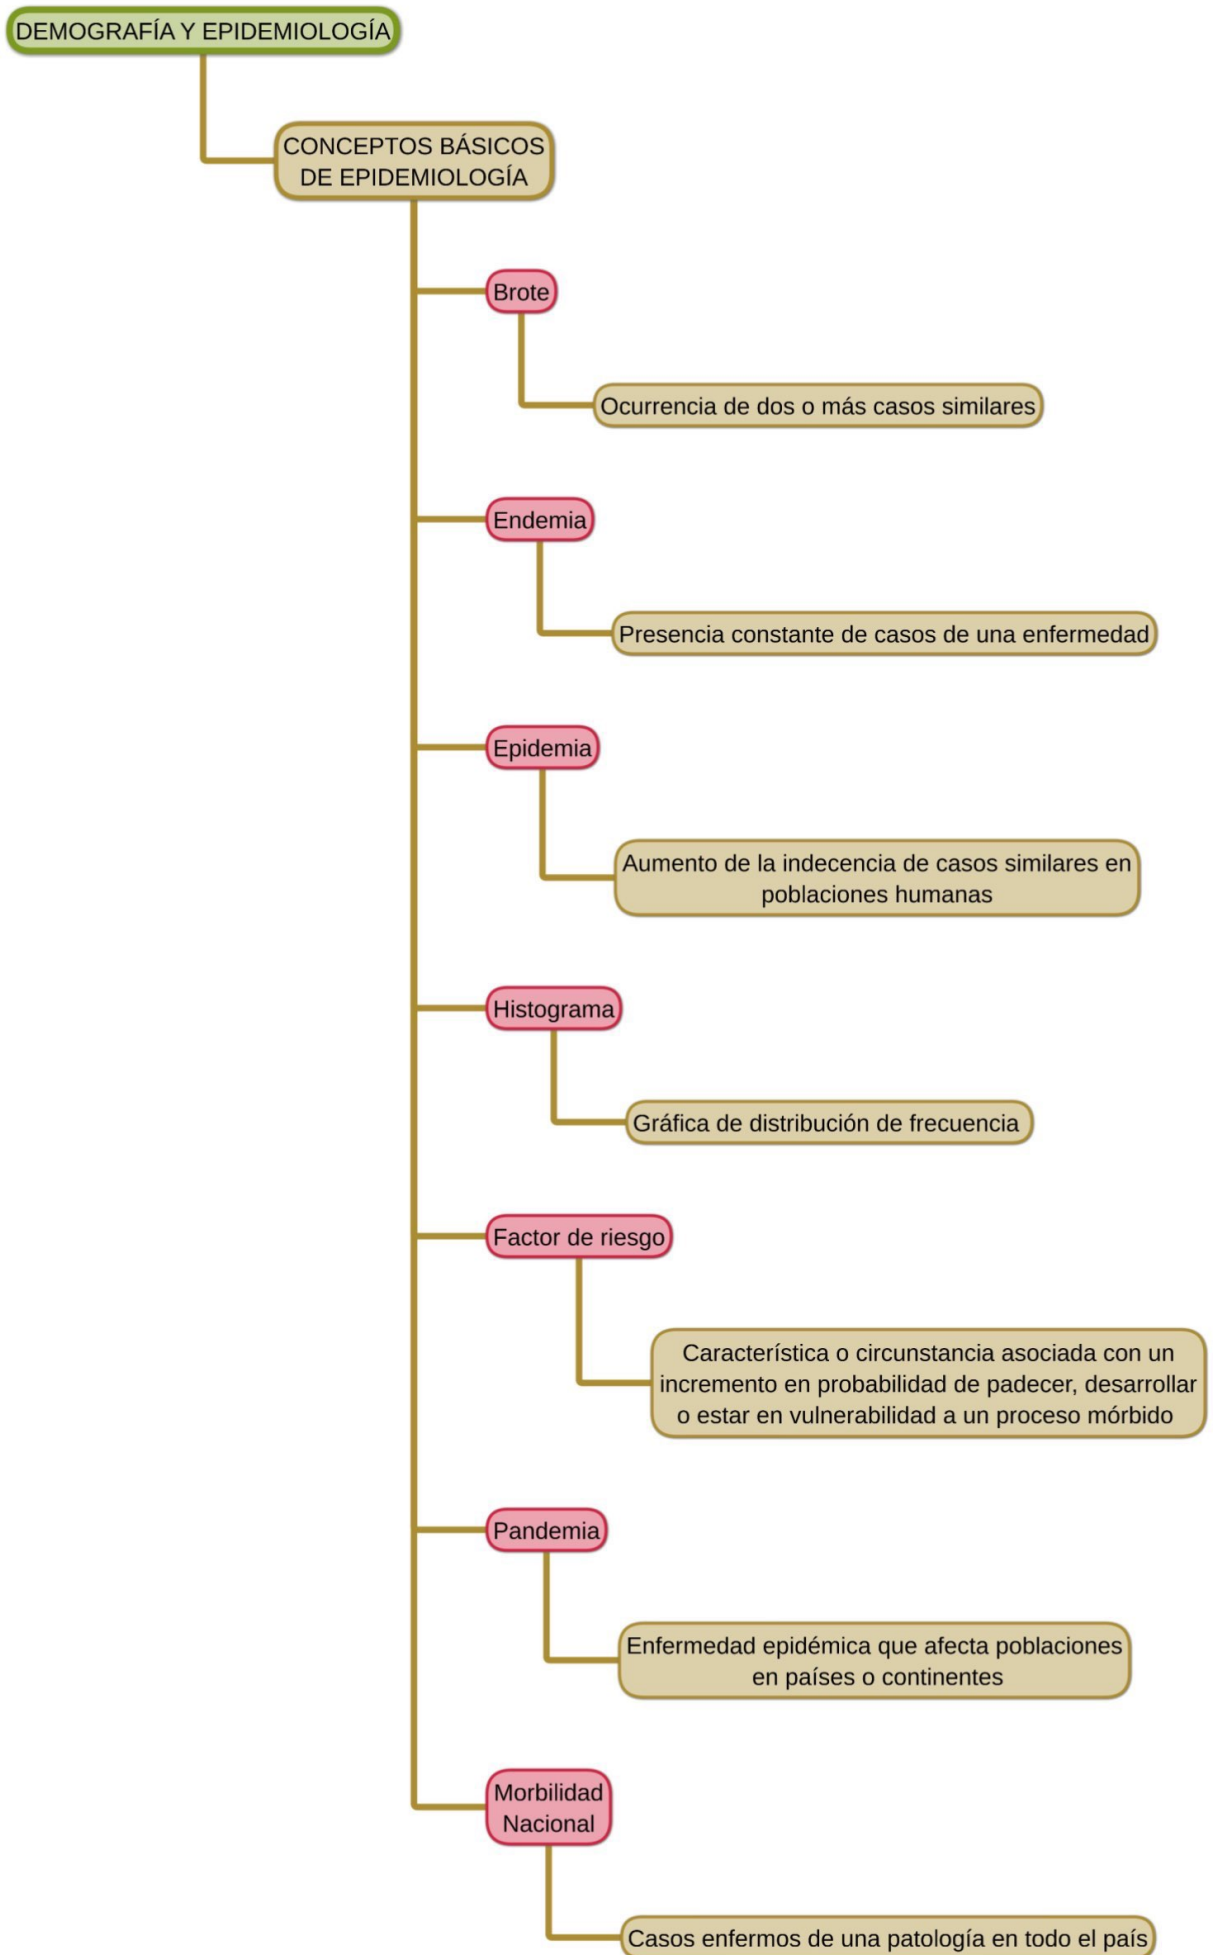 DEMOGRAFÍA Y EPIDEMIOLOGÍA
CONCEPTOS BÁSICOS
DE EPIDEMIOLOGÍA
Brote
Ocurrencia de dos o más casos similares
Endemia
Presencia constante de casos de una enfermedad
Epidemia
Aumento de la indecencia de casos similares en
poblaciones humanas
Histograma
Gráfica de distribución de frecuencia
Factor de riesgo
Característica o circunstancia asociada con un
incremento en probabilidad de padecer, desarrollar
o estar en vulnerabilidad a un proceso mórbido
Pandemia
Enfermedad epidémica que afecta poblaciones
en países o continentes
Morbilidad
Nacional
Casos enfermos de una patología en todo el país